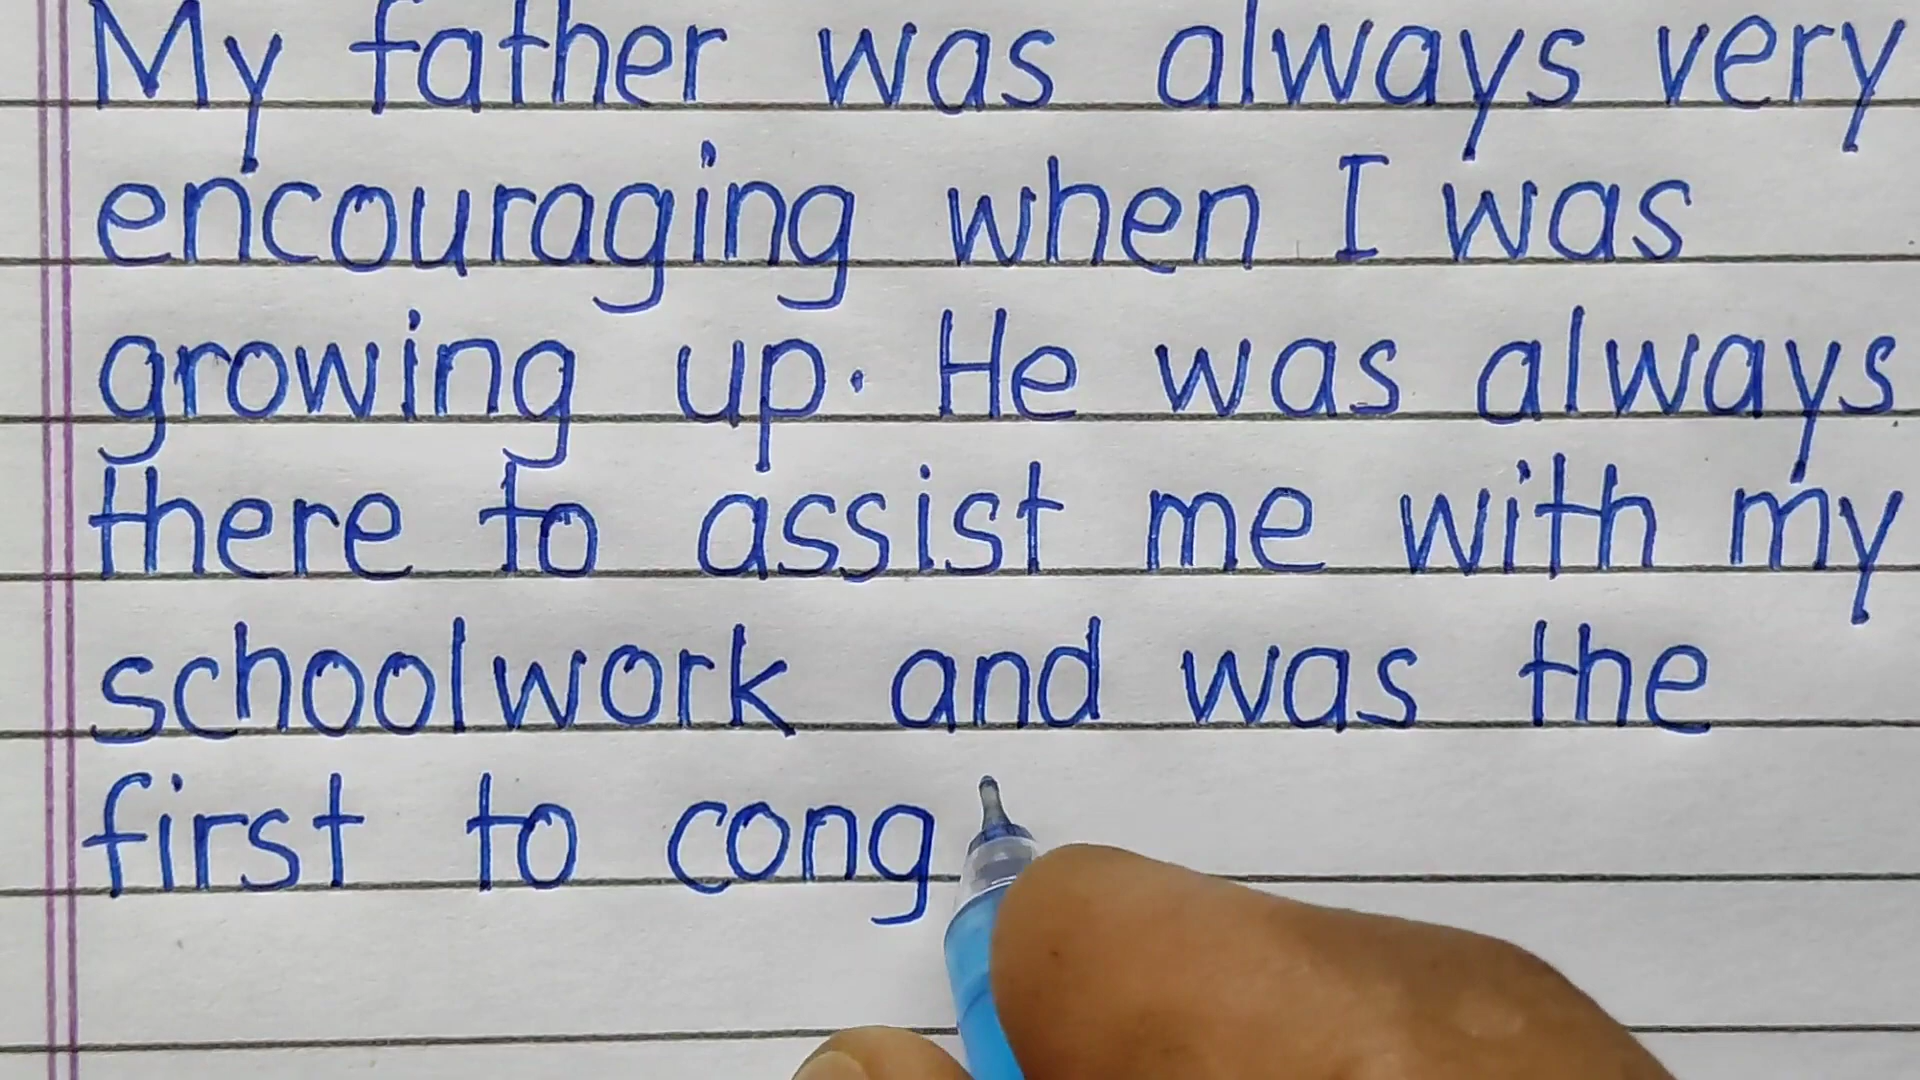 My father was always very
encouraging when I was
growing up. He was always
there to assist me with my
schoolwork and was the
first to cong